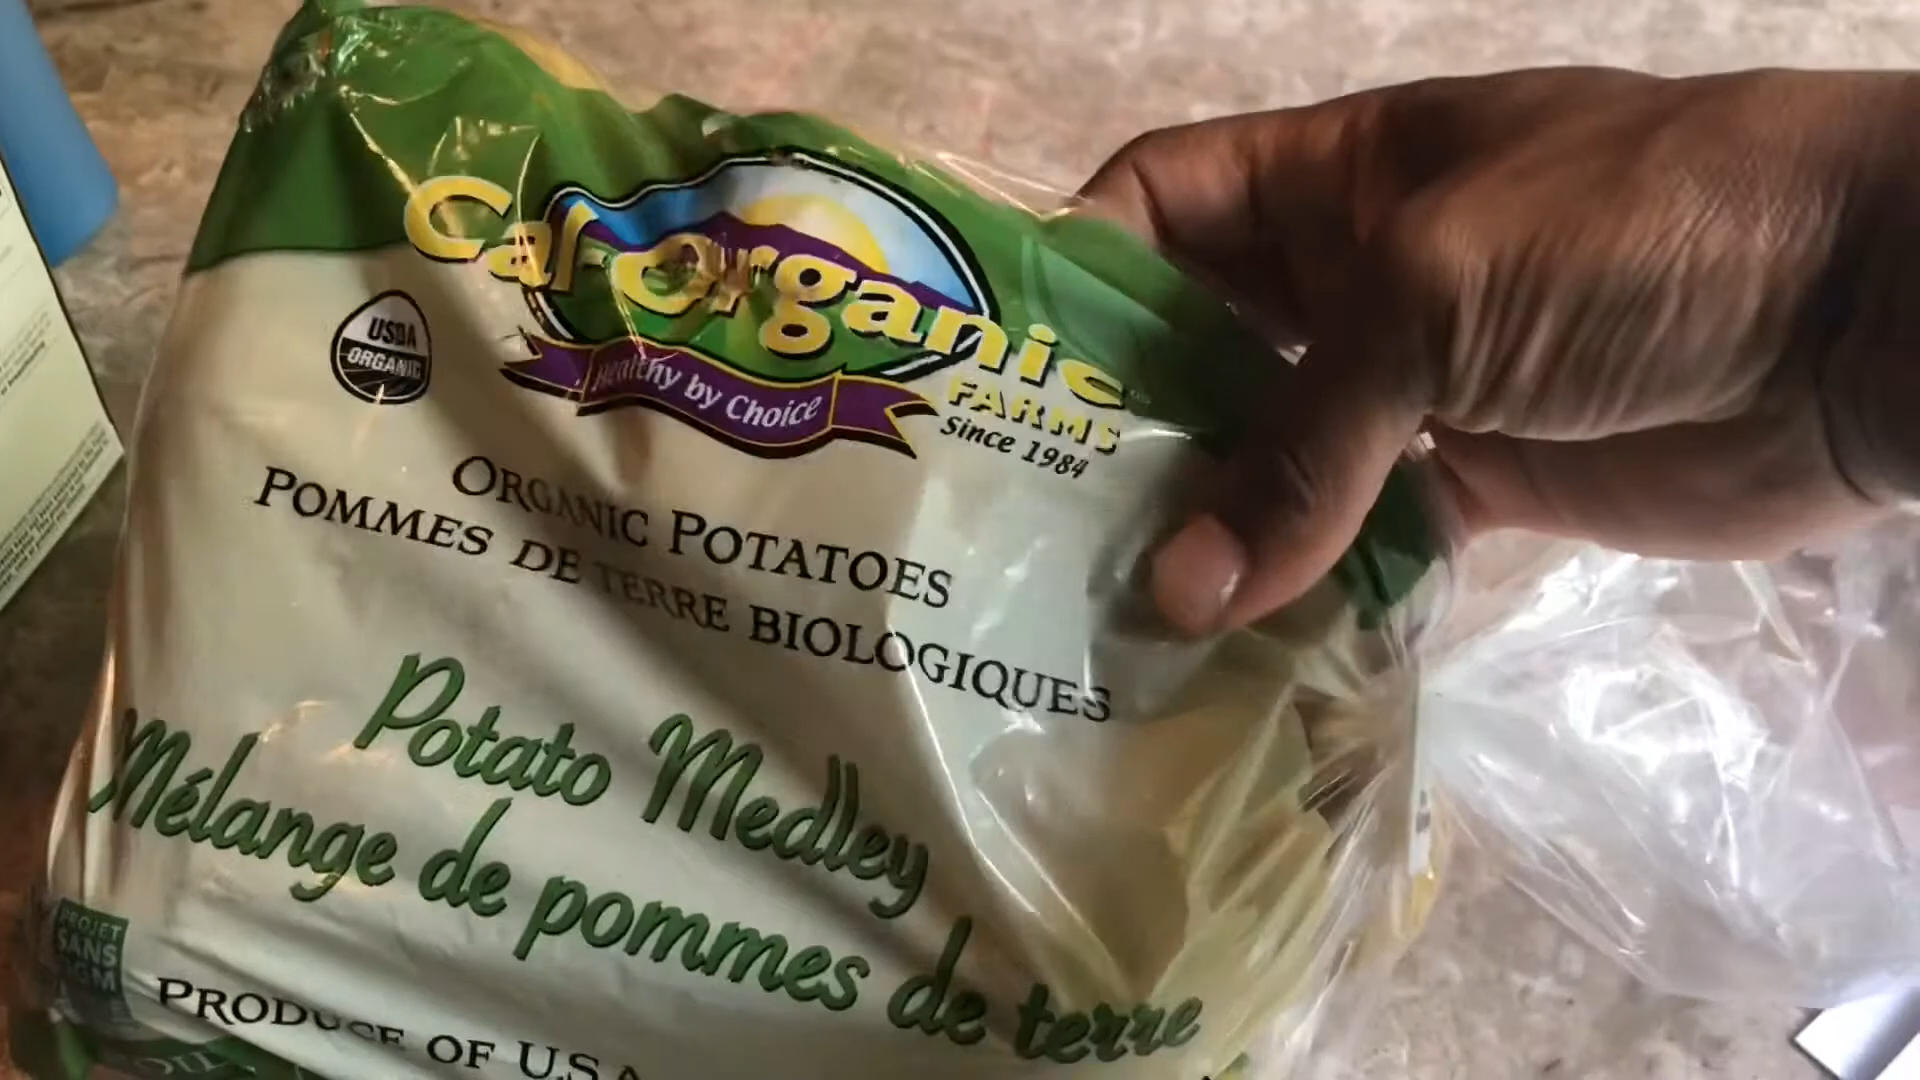 Cal-Organic
FARMS
Since 1984
Healthy by Choice
USDA
ORGANIC
ORGANIC POTATOES
POMMES DE TERRE BIOLOGIQUES
Potato Medley
Mélange de pommes de terre
PROJET
SANS
OGM
PRODUCE OF U.S.A.